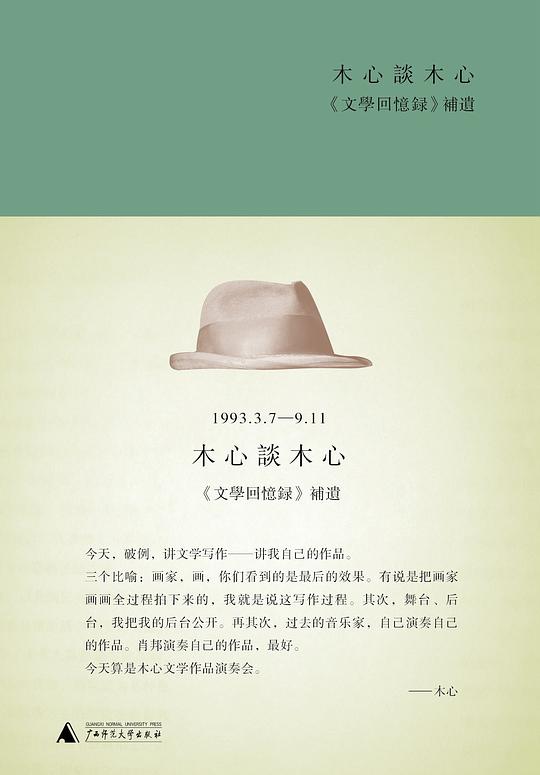 木心談木心
《文學回憶録》補遺
1993.3.7—9.11
木心談木心
《文學回憶録》補遺
今天，破例，讲文学写作——讲我自己的作品。
三个比喻：画家，画，你们看到的是最后的效果。有说是把画家
画画全过程拍下来的，我就是说这写作过程。其次，舞台、后
台，我把我的后台公开。再其次，过去的音乐家，自己演奏自己
的作品。肖邦演奏自己的作品，最好。
今天算是木心文学作品演奏会。
——木心
GUANGXI NORMAL UNIVERSITY PRESS
广西师范大学出版社